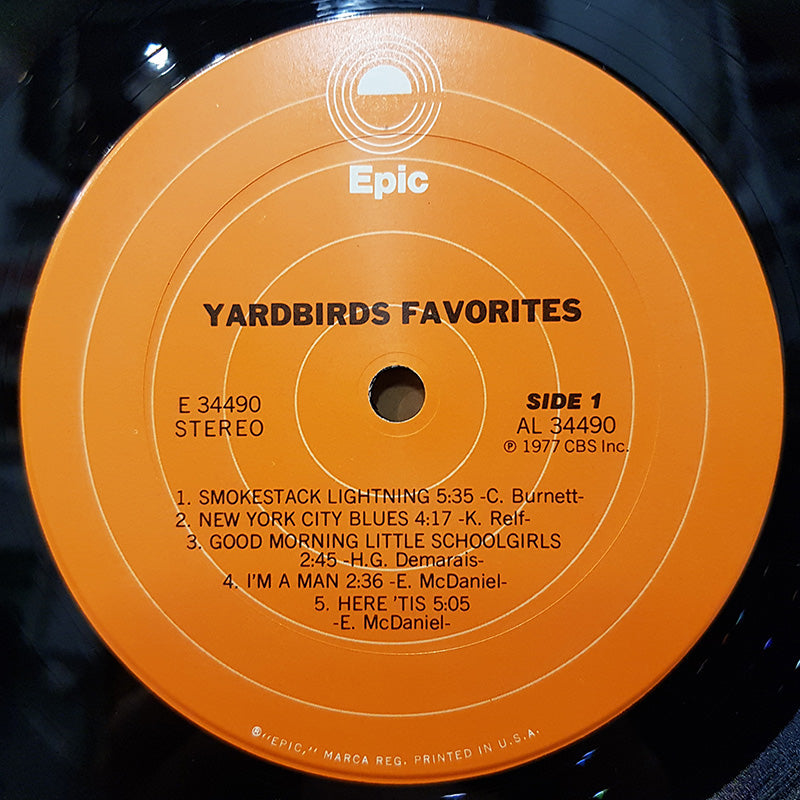 Epic
YARDBIRDS FAVORITES
E 34490
STEREO
SIDE 1
AL 34490
℗ 1977 CBS Inc.
1. SMOKESTACK LIGHTNING 5:35 -C. Burnett-
2. NEW YORK CITY BLUES 4:17 -K. Relf-
3. GOOD MORNING LITTLE SCHOOLGIRLS
2:45 -H.G. Demarais-
4. I'M A MAN 2:36 -E. McDaniel-
5. HERE 'TIS 5:05
-E. McDaniel-
®"EPIC," MARCA REG. PRINTED IN U.S.A.